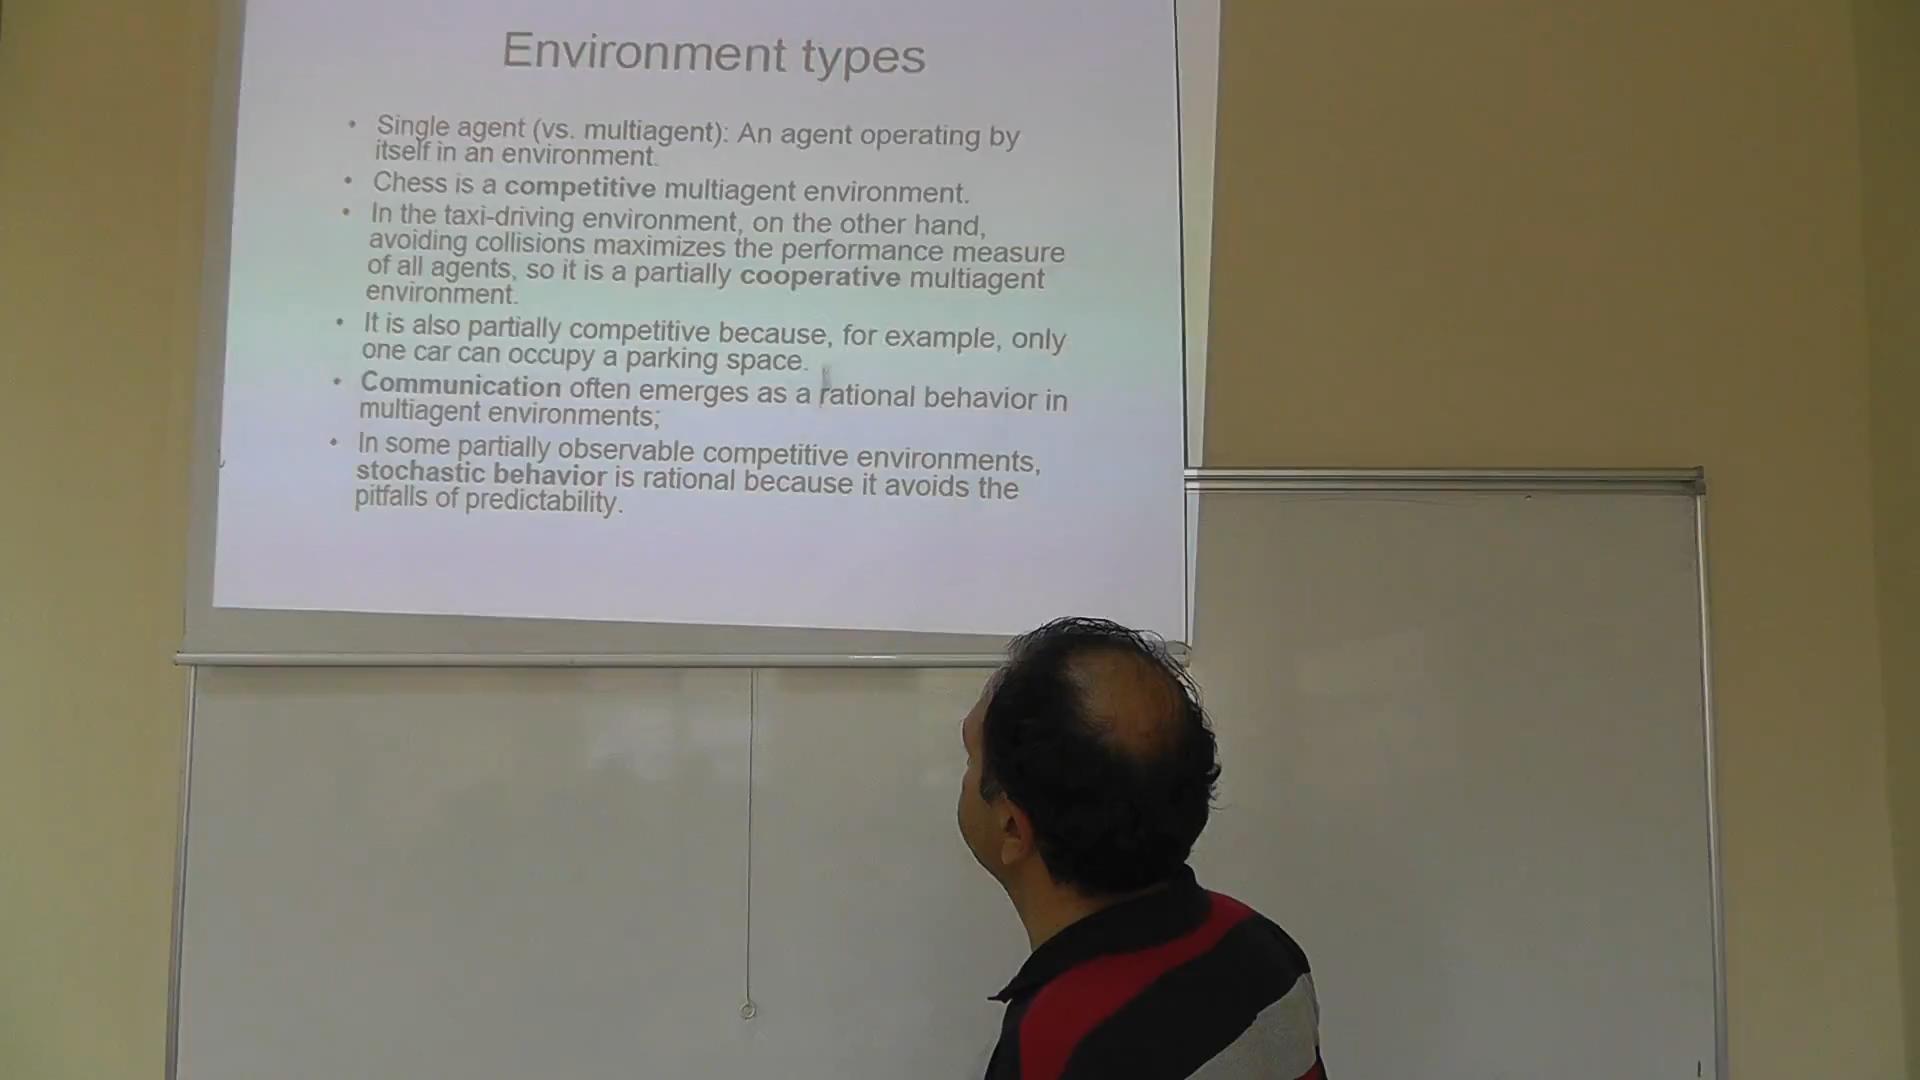 Environment types
• Single agent (vs. multiagent): An agent operating by
itself in an environment.
• Chess is a competitive multiagent environment.
• In the taxi-driving environment, on the other hand,
avoiding collisions maximizes the performance measure
of all agents, so it is a partially cooperative multiagent
environment.
• It is also partially competitive because, for example, only
one car can occupy a parking space.
• Communication often emerges as a rational behavior in
multiagent environments;
• In some partially observable competitive environments,
stochastic behavior is rational because it avoids the
pitfalls of predictability.